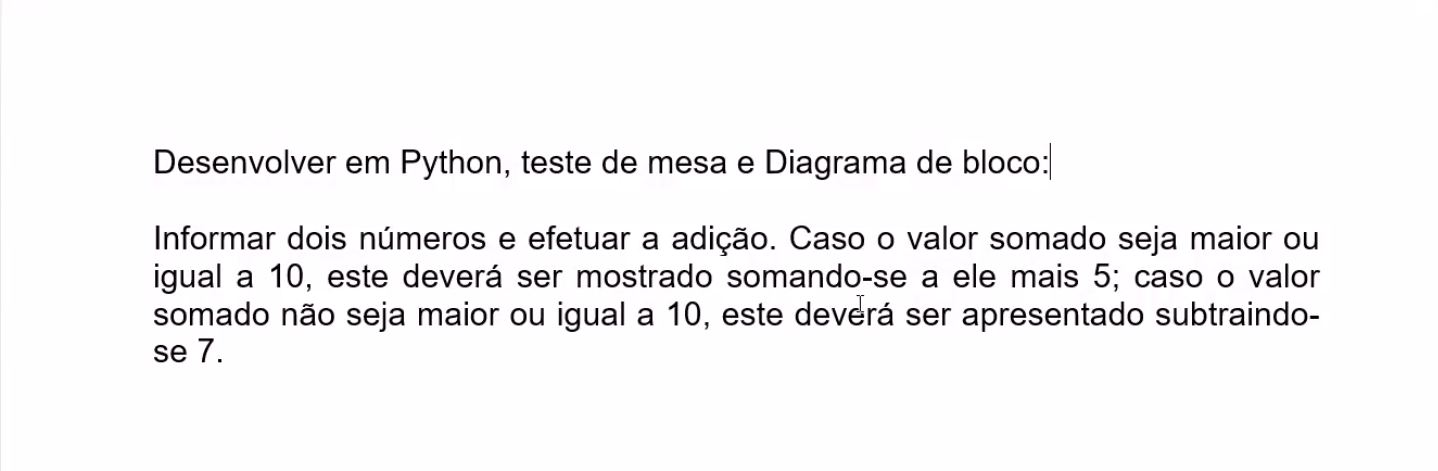 Desenvolver em Python, teste de mesa e Diagrama de bloco:
Informar dois números e efetuar a adição. Caso o valor somado seja maior ou
igual a 10, este deverá ser mostrado somando-se a ele mais 5; caso o valor
somado não seja maior ou igual a 10, este deverá ser apresentado subtraindo-
se 7.